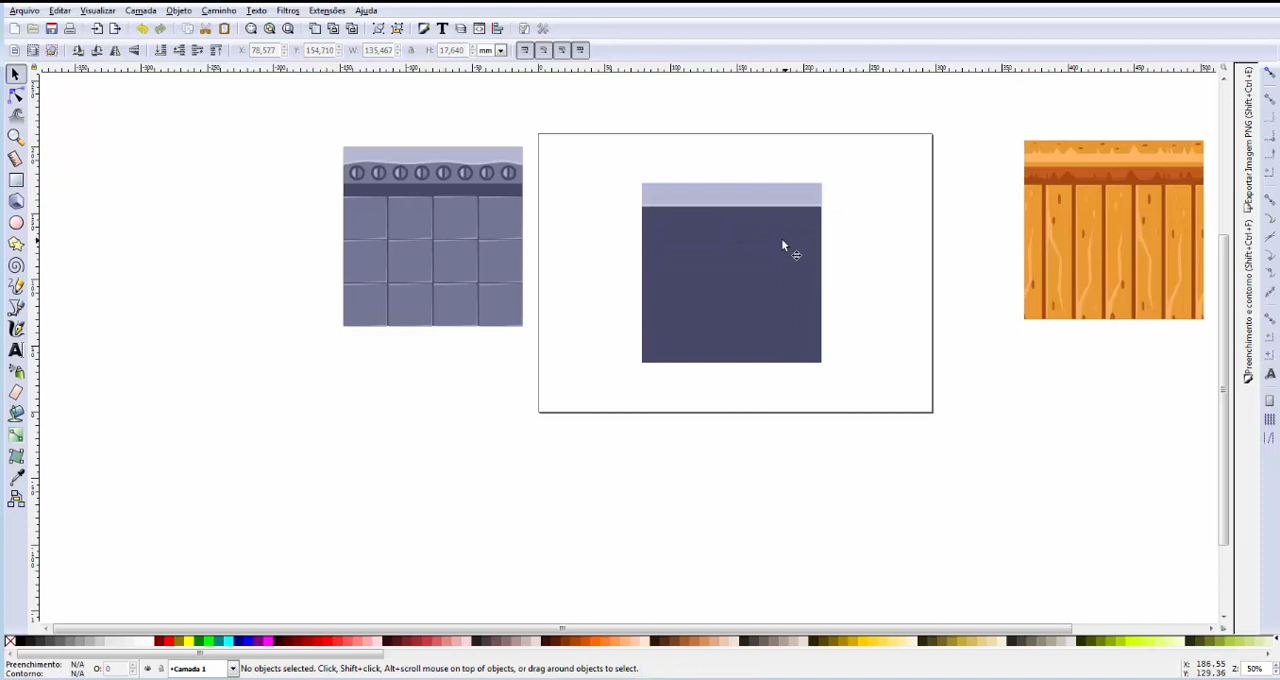 Arquivo Editar Visualizar Camada Objeto Caminho Texto Filtros Extensões Ajuda
X: 78,577 Y: 154,710 W: 135,467 H: 17,640 mm
Exportar Imagem PNG (Shift+Ctrl+E)
Preenchimento e contorno (Shift+Ctrl+F)
Preenchimento: N/A O: 0 •Camada 1 No objects selected. Click, Shift+click, Alt+scroll mouse on top of objects, or drag around objects to select. X: 186,55 Z: 50%
Contorno: N/A Y: 129,36